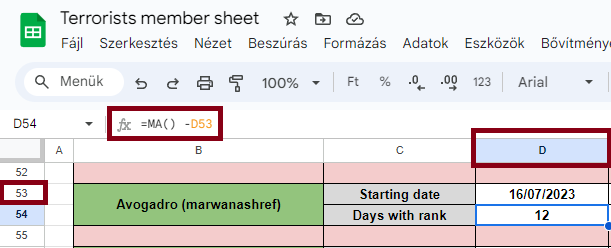 Terrorists member sheet
Fájl Szerkesztés Nézet Beszúrás Formázás Adatok Eszközök Bővítménye
Menük 100% Ft % .0 .00 123 Arial
D54 fx =MA() -D53
A B C D
52
53 Starting date 16/07/2023
Avogadro (marwanashref)
54 Days with rank 12
55